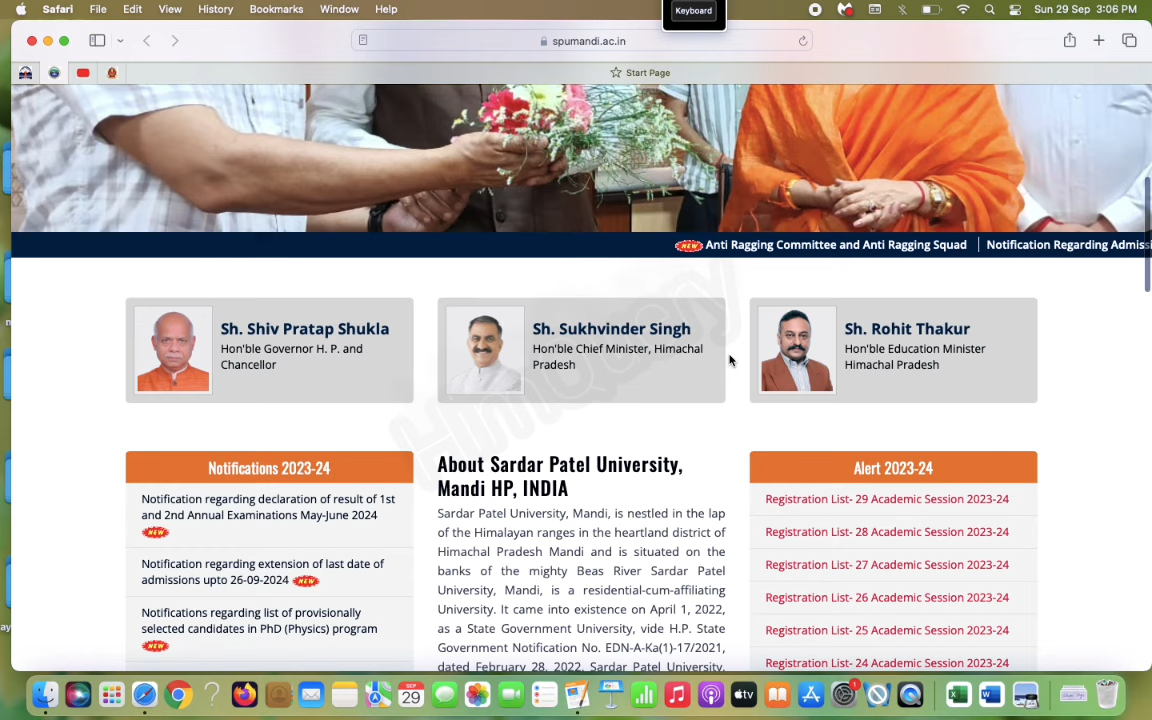 Safari File Edit View History Bookmarks Window Help
Keyboard
Sun 29 Sep 3:06 PM
spumandi.ac.in
Start Page
NEW Anti Ragging Committee and Anti Ragging Squad
Notification Regarding Admiss
Sh. Shiv Pratap Shukla
Hon'ble Governor H. P. and
Chancellor
Sh. Sukhvinder Singh
Hon'ble Chief Minister, Himachal
Pradesh
Sh. Rohit Thakur
Hon'ble Education Minister
Himachal Pradesh
Himqairy
Notifications 2023-24
Notification regarding declaration of result of 1st
and 2nd Annual Examinations May-June 2024
NEW
Notification regarding extension of last date of
admissions upto 26-09-2024 NEW
Notifications regarding list of provisionally
selected candidates in PhD (Physics) program
NEW
About Sardar Patel University,
Mandi HP, INDIA
Sardar Patel University, Mandi, is nestled in the lap
of the Himalayan ranges in the heartland district of
Himachal Pradesh Mandi and is situated on the
banks of the mighty Beas River Sardar Patel
University, Mandi, is a residential-cum-affiliating
University. It came into existence on April 1, 2022,
as a State Government University, vide H.P. State
Government Notification No. EDN-A-Ka(1)-17/2021,
dated February 28, 2022. Sardar Patel University,
Alert 2023-24
Registration List- 29 Academic Session 2023-24
Registration List- 28 Academic Session 2023-24
Registration List- 27 Academic Session 2023-24
Registration List- 26 Academic Session 2023-24
Registration List- 25 Academic Session 2023-24
Registration List- 24 Academic Session 2023-24
SEP
29
tv
1